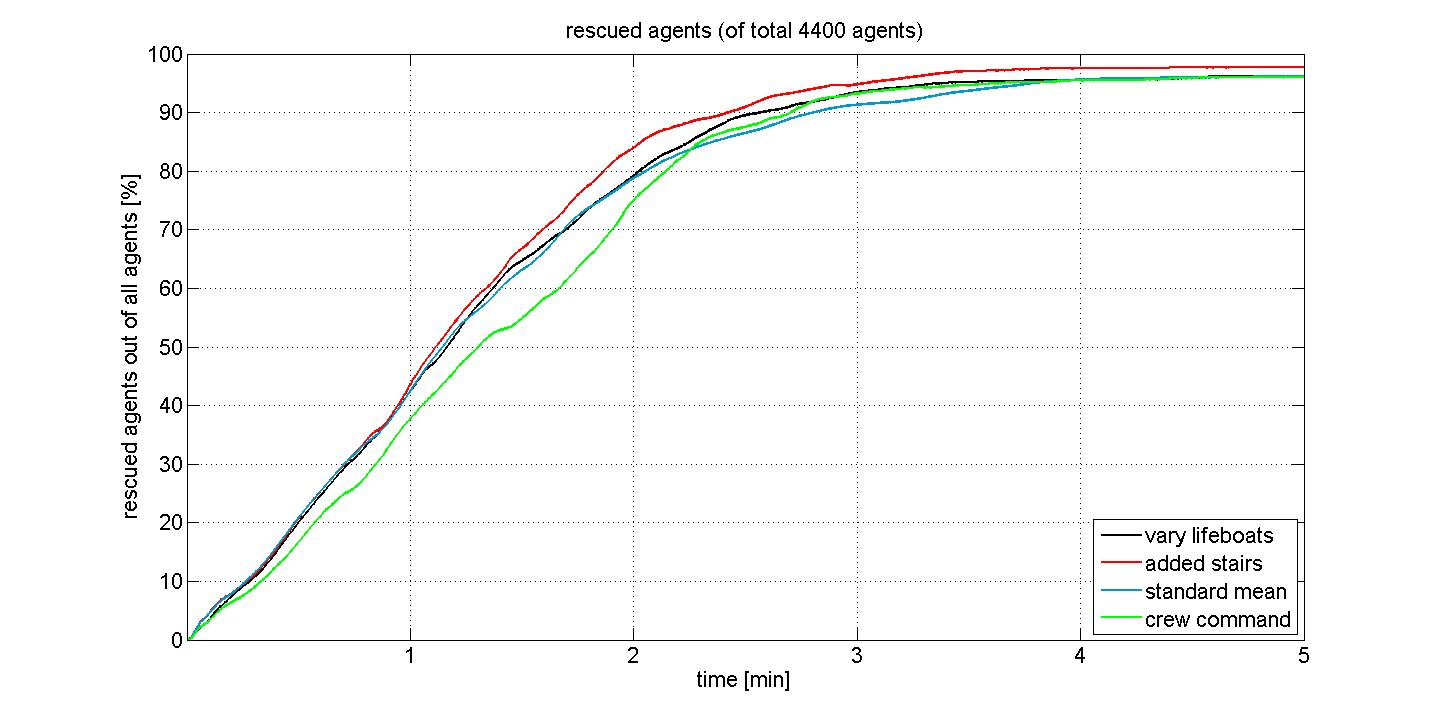 rescued agents (of total 4400 agents)
rescued agents out of all agents [%]
100
90
80
70
60
50
40
30
20
10
0
1
2
3
4
5
time [min]
vary lifeboats
added stairs
standard mean
crew command